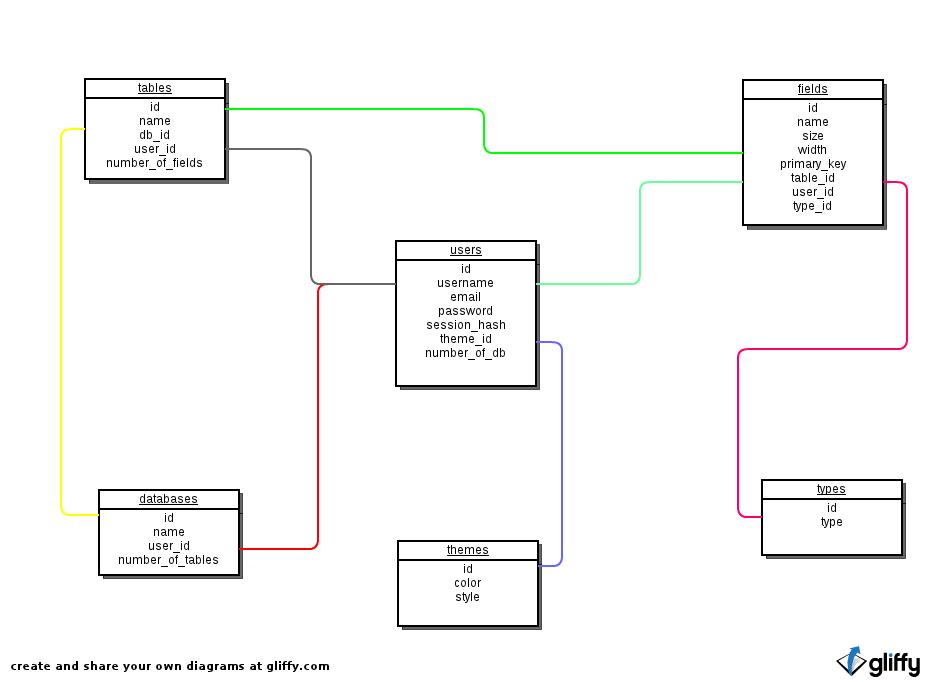 tables
id
name
db_id
user_id
number_of_fields
fields
id
name
size
width
primary_key
table_id
user_id
type_id
users
id
username
email
password
session_hash
theme_id
number_of_db
databases
id
name
user_id
number_of_tables
themes
id
color
style
types
id
type
create and share your own diagrams at gliffy.com
gliffy